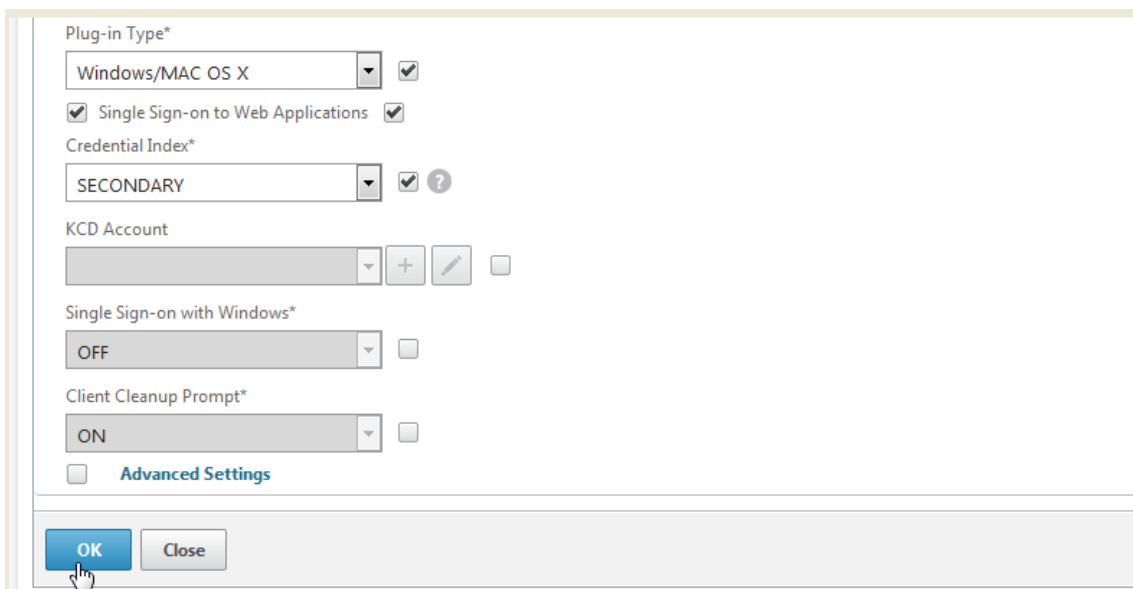 Plug-in Type*
Windows/MAC OS X
Single Sign-on to Web Applications
Credential Index*
SECONDARY
?
KCD Account
+
Single Sign-on with Windows*
OFF
Client Cleanup Prompt*
ON
Advanced Settings
OK Close